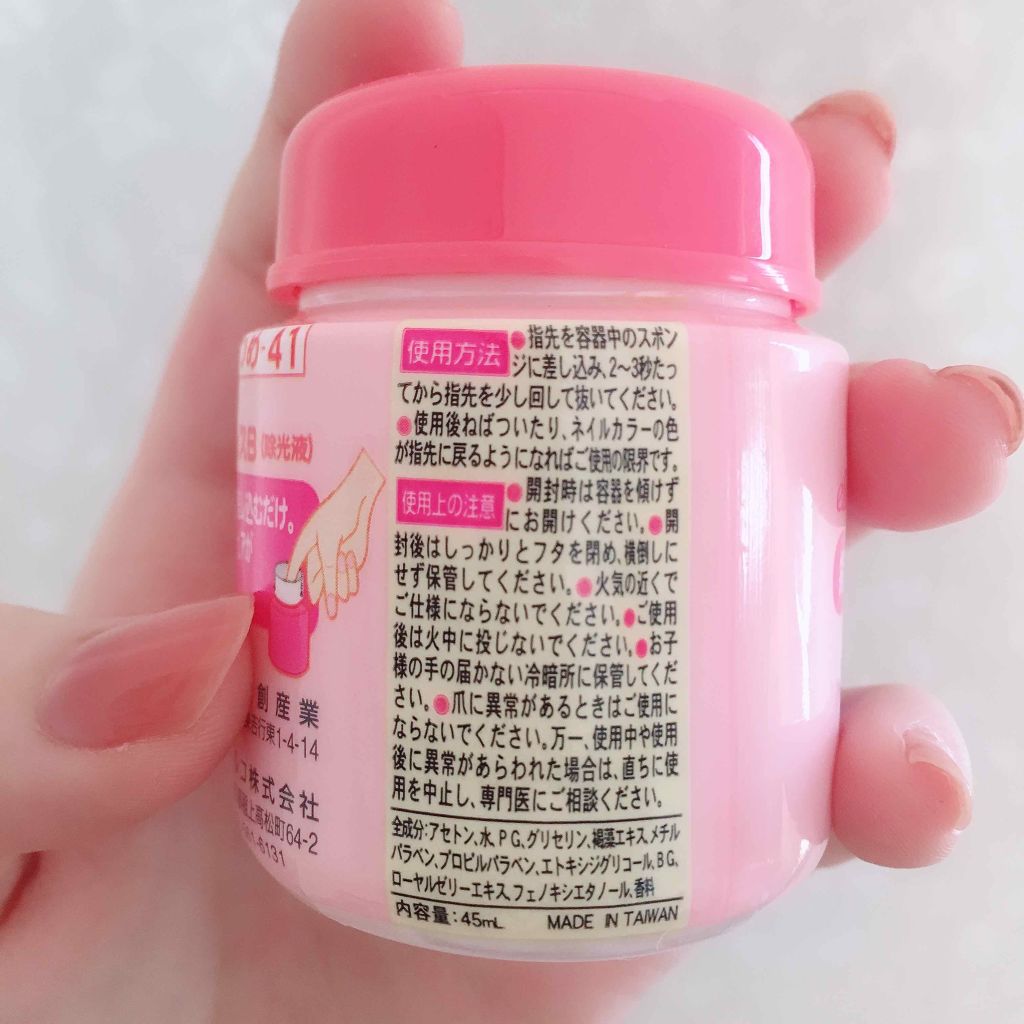 41
(除光液)
込むだけ。
創産業
行東1-4-14
コ株式会社
上高松町64-2
-6131
使用方法
●指先を容器中のスポン
ジに差し込み、2〜3秒たっ
てから指先を少し回して抜いてください。
●使用後ねばついたり、ネイルカラーの色
が指先に戻るようになればご使用の限界です。
使用上の注意
●開封時は容器を傾けず
にお開けください。●開
封後はしっかりとフタを閉め、横倒しに
せず保管してください。●火気の近くで
ご仕様にならないでください。●ご使用
後は火中に投じないでください。●お子
様の手の届かない冷暗所に保管してくだ
さい。●爪に異常があるときはご使用に
ならないでください。万一、使用中や使用
後に異常があらわれた場合は、直ちに使
用を中止し、専門医にご相談ください。
全成分:アセトン、水、PG、グリセリン、褐藻エキス、メチル
パラベン、プロピルパラベン、エトキシジグリコール、BG、
ローヤルゼリーエキス、フェノキシエタノール、香料
内容量:45mL MADE IN TAIWAN